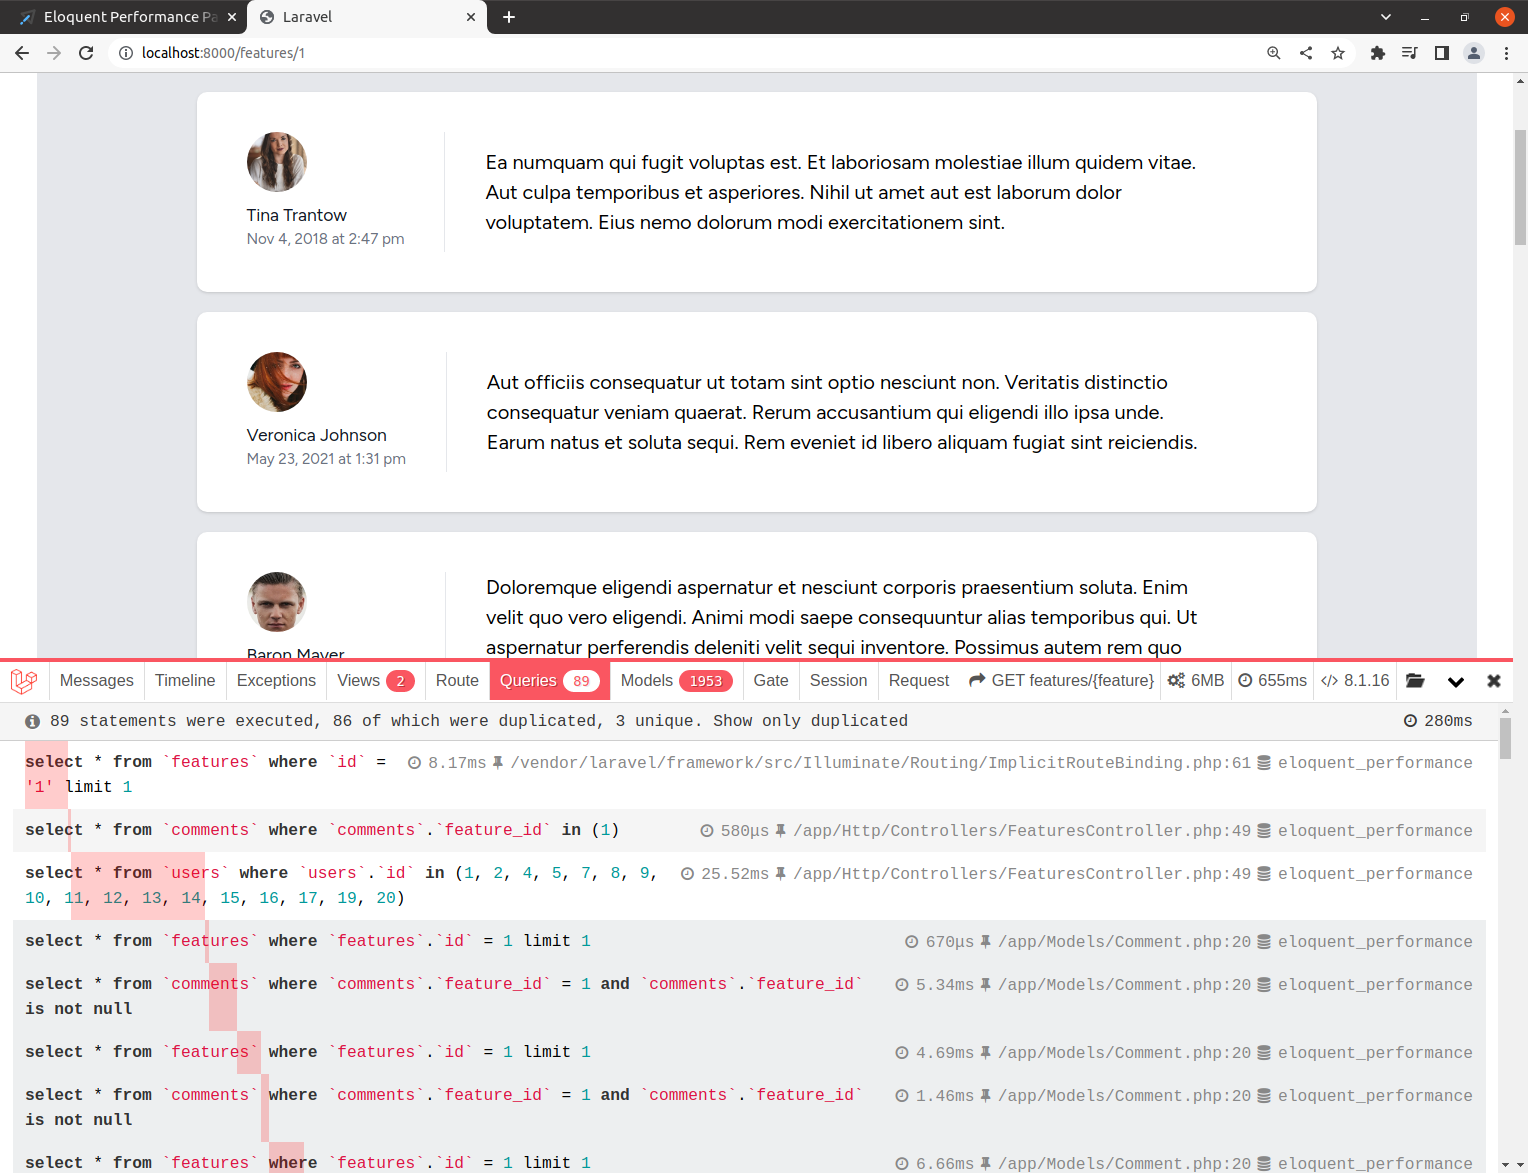 Eloquent Performance Pa
Laravel
localhost:8000/features/1
Ea numquam qui fugit voluptas est. Et laboriosam molestiae illum quidem vitae.
Aut culpa temporibus et asperiores. Nihil ut amet aut est laborum dolor
voluptatem. Eius nemo dolorum modi exercitationem sint.
Tina Trantow
Nov 4, 2018 at 2:47 pm
Aut officiis consequatur ut totam sint optio nesciunt non. Veritatis distinctio
consequatur veniam quaerat. Rerum accusantium qui eligendi illo ipsa unde.
Earum natus et soluta sequi. Rem eveniet id libero aliquam fugiat sint reiciendis.
Veronica Johnson
May 23, 2021 at 1:31 pm
Doloremque eligendi aspernatur et nesciunt corporis praesentium soluta. Enim
velit quo vero eligendi. Animi modi saepe consequuntur alias temporibus qui. Ut
aspernatur perferendis deleniti velit sequi inventore. Possimus autem rem quo
Baron Mayer
Messages Timeline Exceptions Views 2 Route Queries 89 Models 1953 Gate Session Request GET features/{feature} 6MB 655ms </> 8.1.16
89 statements were executed, 86 of which were duplicated, 3 unique. Show only duplicated 280ms
select * from `features` where `id` = 8.17ms /vendor/laravel/framework/src/Illuminate/Routing/ImplicitRouteBinding.php:61 eloquent_performance
'1' limit 1
select * from `comments` where `comments`.`feature_id` in (1) 580μs /app/Http/Controllers/FeaturesController.php:49 eloquent_performance
select * from `users` where `users`.`id` in (1, 2, 4, 5, 7, 8, 9, 25.52ms /app/Http/Controllers/FeaturesController.php:49 eloquent_performance
10, 11, 12, 13, 14, 15, 16, 17, 19, 20)
select * from `features` where `features`.`id` = 1 limit 1 670μs /app/Models/Comment.php:20 eloquent_performance
select * from `comments` where `comments`.`feature_id` = 1 and `comments`.`feature_id` 5.34ms /app/Models/Comment.php:20 eloquent_performance
is not null
select * from `features` where `features`.`id` = 1 limit 1 4.69ms /app/Models/Comment.php:20 eloquent_performance
select * from `comments` where `comments`.`feature_id` = 1 and `comments`.`feature_id` 1.46ms /app/Models/Comment.php:20 eloquent_performance
is not null
select * from `features` where `features`.`id` = 1 limit 1 6.66ms /app/Models/Comment.php:20 eloquent_performance